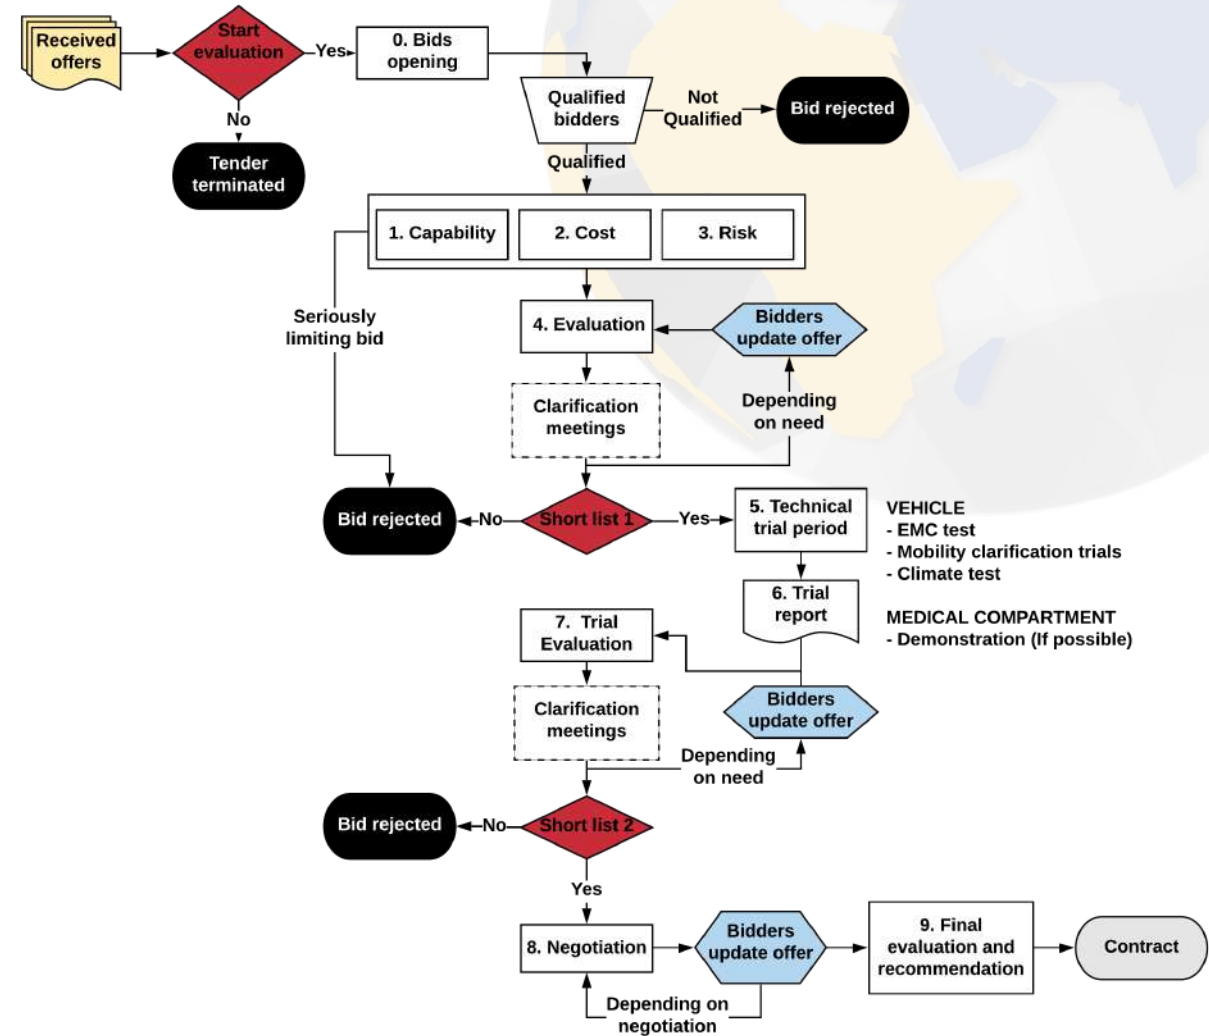 Received
offers
Start
evaluation
Yes
0. Bids
opening
No
Tender
terminated
Qualified
bidders
Not
Qualified
Bid rejected
Qualified
1. Capability
2. Cost
3. Risk
Seriously
limiting bid
4. Evaluation
Bidders
update offer
Clarification
meetings
Depending
on need
Bid rejected
No
Short list 1
Yes
5. Technical
trial period
VEHICLE
- EMC test
- Mobility clarification trials
- Climate test
6. Trial
report
MEDICAL COMPARTMENT
- Demonstration (If possible)
7. Trial
Evaluation
Clarification
meetings
Bidders
update offer
Depending
on need
Bid rejected
No
Short list 2
Yes
8. Negotiation
Bidders
update offer
9. Final
evaluation and
recommendation
Contract
Depending on
negotiation